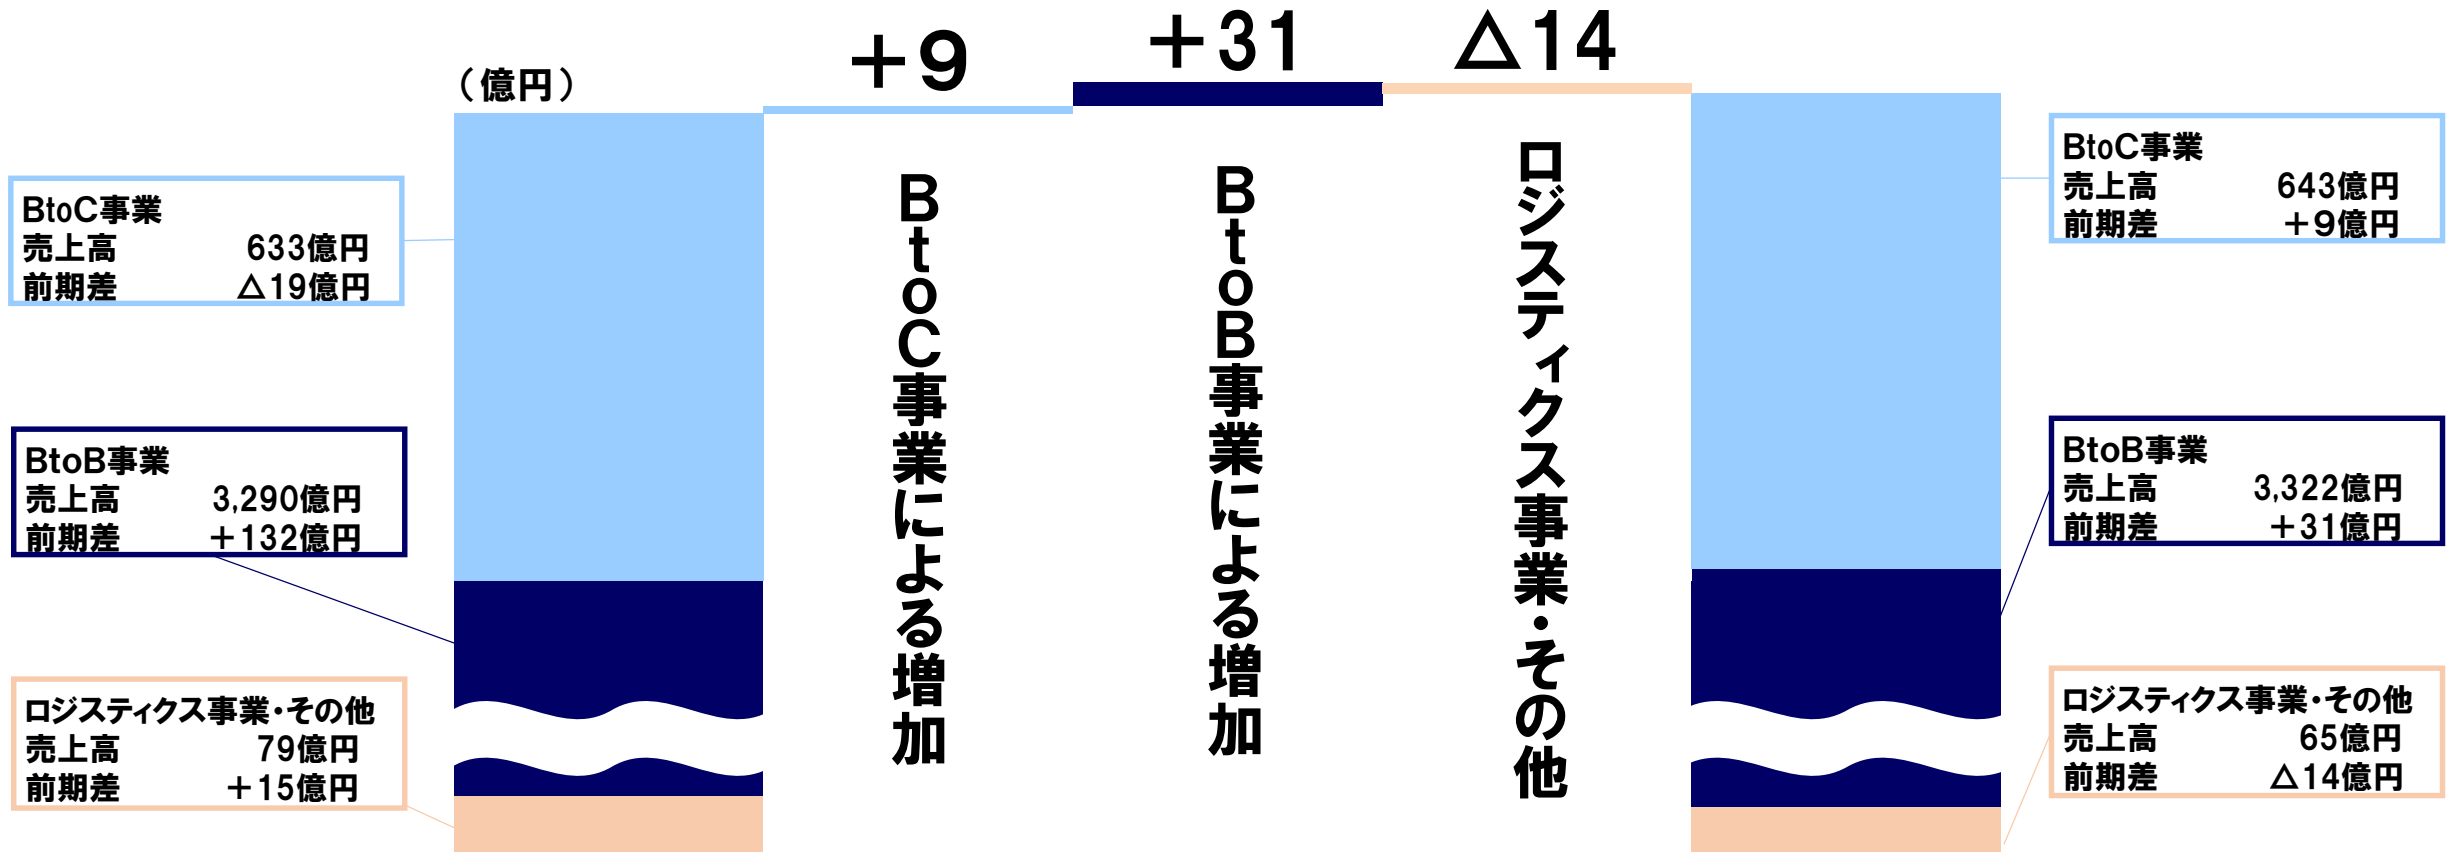 （億円）
BtoC事業
売上高 633億円
前期差 △19億円
BtoB事業
売上高 3,290億円
前期差 ＋132億円
ロジスティクス事業・その他
売上高 79億円
前期差 ＋15億円
＋9
BtoC事業による増加
＋31
BtoB事業による増加
△14
ロジスティクス事業・その他
BtoC事業
売上高 643億円
前期差 ＋9億円
BtoB事業
売上高 3,322億円
前期差 ＋31億円
ロジスティクス事業・その他
売上高 65億円
前期差 △14億円